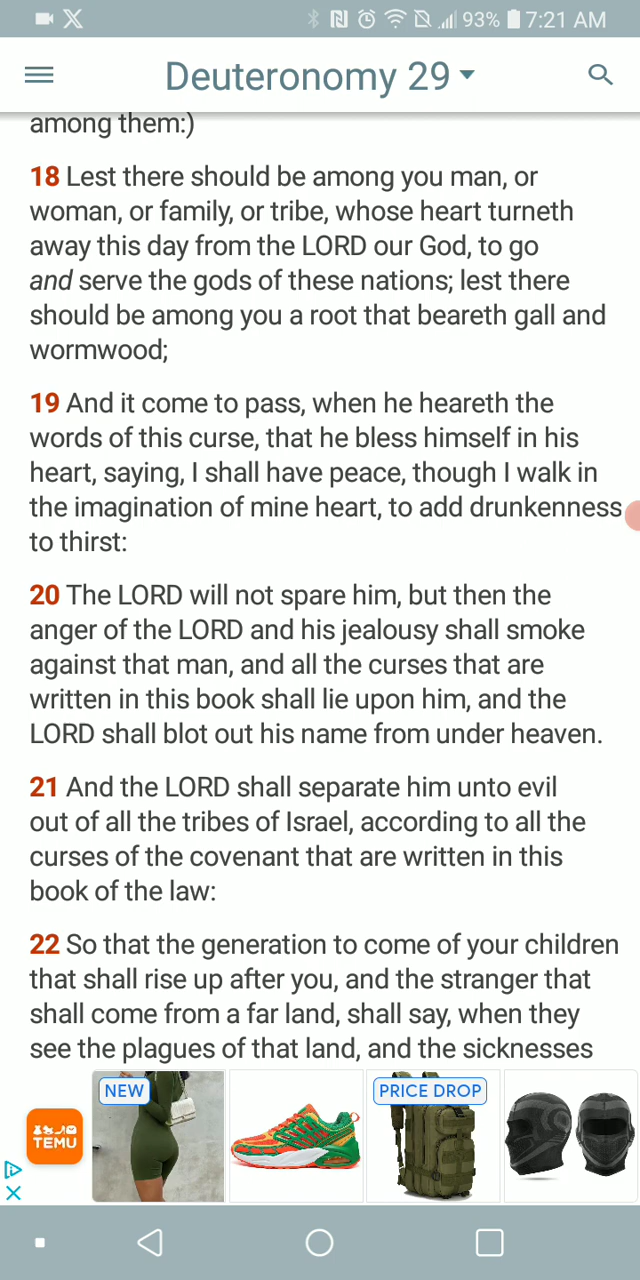 X 93% 7:21 AM
Deuteronomy 29
among them:)
18 Lest there should be among you man, or
woman, or family, or tribe, whose heart turneth
away this day from the LORD our God, to go
and serve the gods of these nations; lest there
should be among you a root that beareth gall and
wormwood;
19 And it come to pass, when he heareth the
words of this curse, that he bless himself in his
heart, saying, I shall have peace, though I walk in
the imagination of mine heart, to add drunkenness
to thirst:
20 The LORD will not spare him, but then the
anger of the LORD and his jealousy shall smoke
against that man, and all the curses that are
written in this book shall lie upon him, and the
LORD shall blot out his name from under heaven.
21 And the LORD shall separate him unto evil
out of all the tribes of Israel, according to all the
curses of the covenant that are written in this
book of the law:
22 So that the generation to come of your children
that shall rise up after you, and the stranger that
shall come from a far land, shall say, when they
see the plagues of that land, and the sicknesses
NEW
PRICE DROP
TEMU